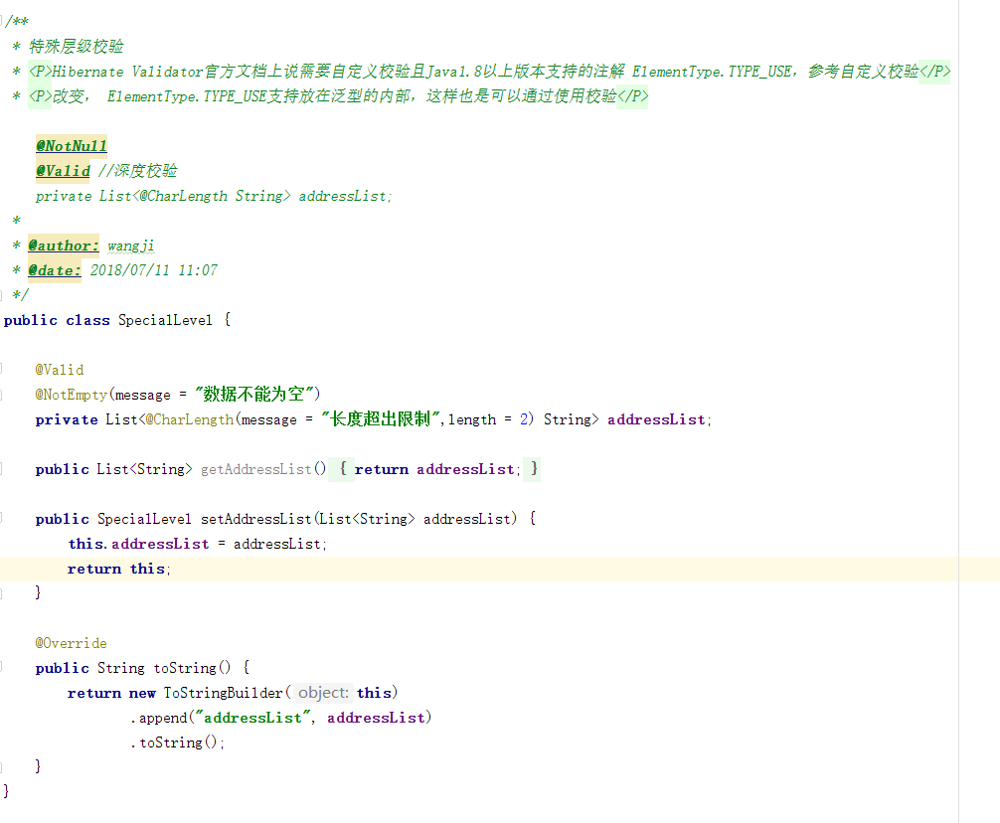 /**
 * 特殊层级校验
 * <P>Hibernate Validator官方文档上说需要自定义校验且Java1.8以上版本支持的注解 ElementType.TYPE_USE，参考自定义校验</P>
 * <P>改变， ElementType.TYPE_USE支持放在泛型的内部，这样也是可以通过使用校验</P>
    @NotNull
    @Valid //深度校验
    private List<@CharLength String> addressList;
 *
 * @author: wangji
 * @date: 2018/07/11 11:07
 */
public class SpecialLevel {
    @Valid
    @NotEmpty(message = "数据不能为空")
    private List<@CharLength(message = "长度超出限制",length = 2) String> addressList;
    public List<String> getAddressList() { return addressList; }
    public SpecialLevel setAddressList(List<String> addressList) {
        this.addressList = addressList;
        return this;
    }
    @Override
    public String toString() {
        return new ToStringBuilder( object: this)
                .append("addressList", addressList)
                .toString();
    }
}